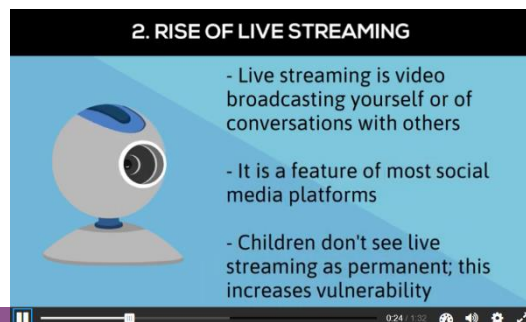 2. RISE OF LIVE STREAMING
- Live streaming is video
broadcasting yourself or of
conversations with others
- It is a feature of most social
media platforms
- Children don't see live
streaming as permanent; this
increases vulnerability
0:24 / 1:32